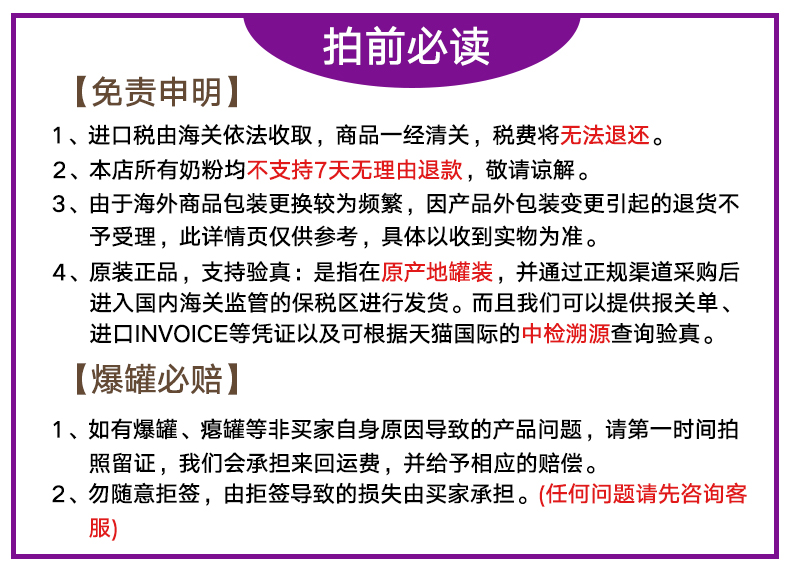 拍前必读
【免责申明】
1、进口税由海关依法收取，商品一经清关，税费将无法退还。
2、本店所有奶粉均不支持7天无理由退款，敬请谅解。
3、由于海外商品包装更换较为频繁，因产品外包装变更引起的退货不
予受理，此详情页仅供参考，具体以收到实物为准。
4、原装正品，支持验真：是指在原产地罐装，并通过正规渠道采购后
进入国内海关监管的保税区进行发货。而且我们可以提供报关单、
进口INVOICE等凭证以及可根据天猫国际的中检溯源查询验真。
【爆罐必赔】
1、如有爆罐、瘪罐等非买家自身原因导致的产品问题，请第一时间拍
照留证，我们会承担来回运费，并给予相应的赔偿。
2、勿随意拒签，由拒签导致的损失由买家承担。(任何问题请先咨询客
服)